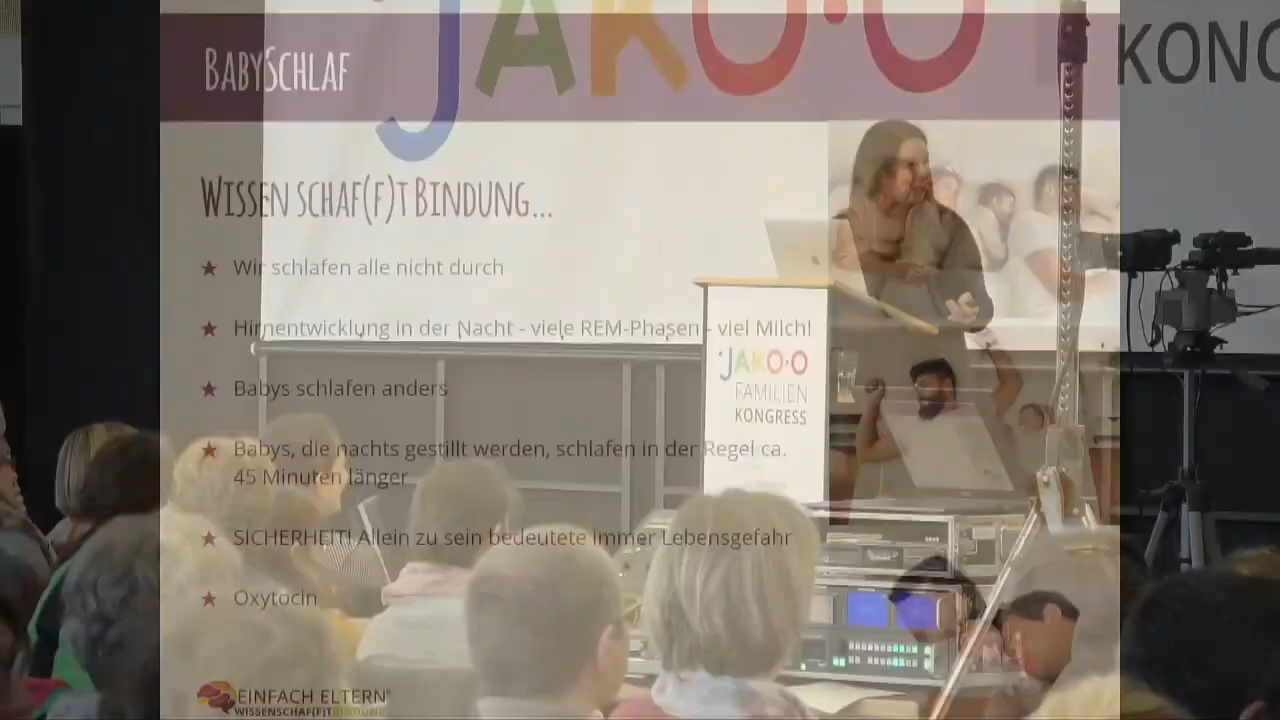 JAKO·O
KONG
BABYSCHLAF
WISSEN SCHAF(F)T BINDUNG...
★ Wir schlafen alle nicht durch
★ Hirnentwicklung in der Nacht - viele REM-Phasen - viel Milch!
★ Babys schlafen anders
★ Babys, die nachts gestillt werden, schlafen in der Regel ca.
45 Minuten länger
★ SICHERHEIT! Allein zu sein bedeutete immer Lebensgefahr
★ Oxytocin
JAKO·O
FAMILIEN
KONGRESS
EINFACH ELTERN®
WISSENSCHAF(F)T BINDUNG